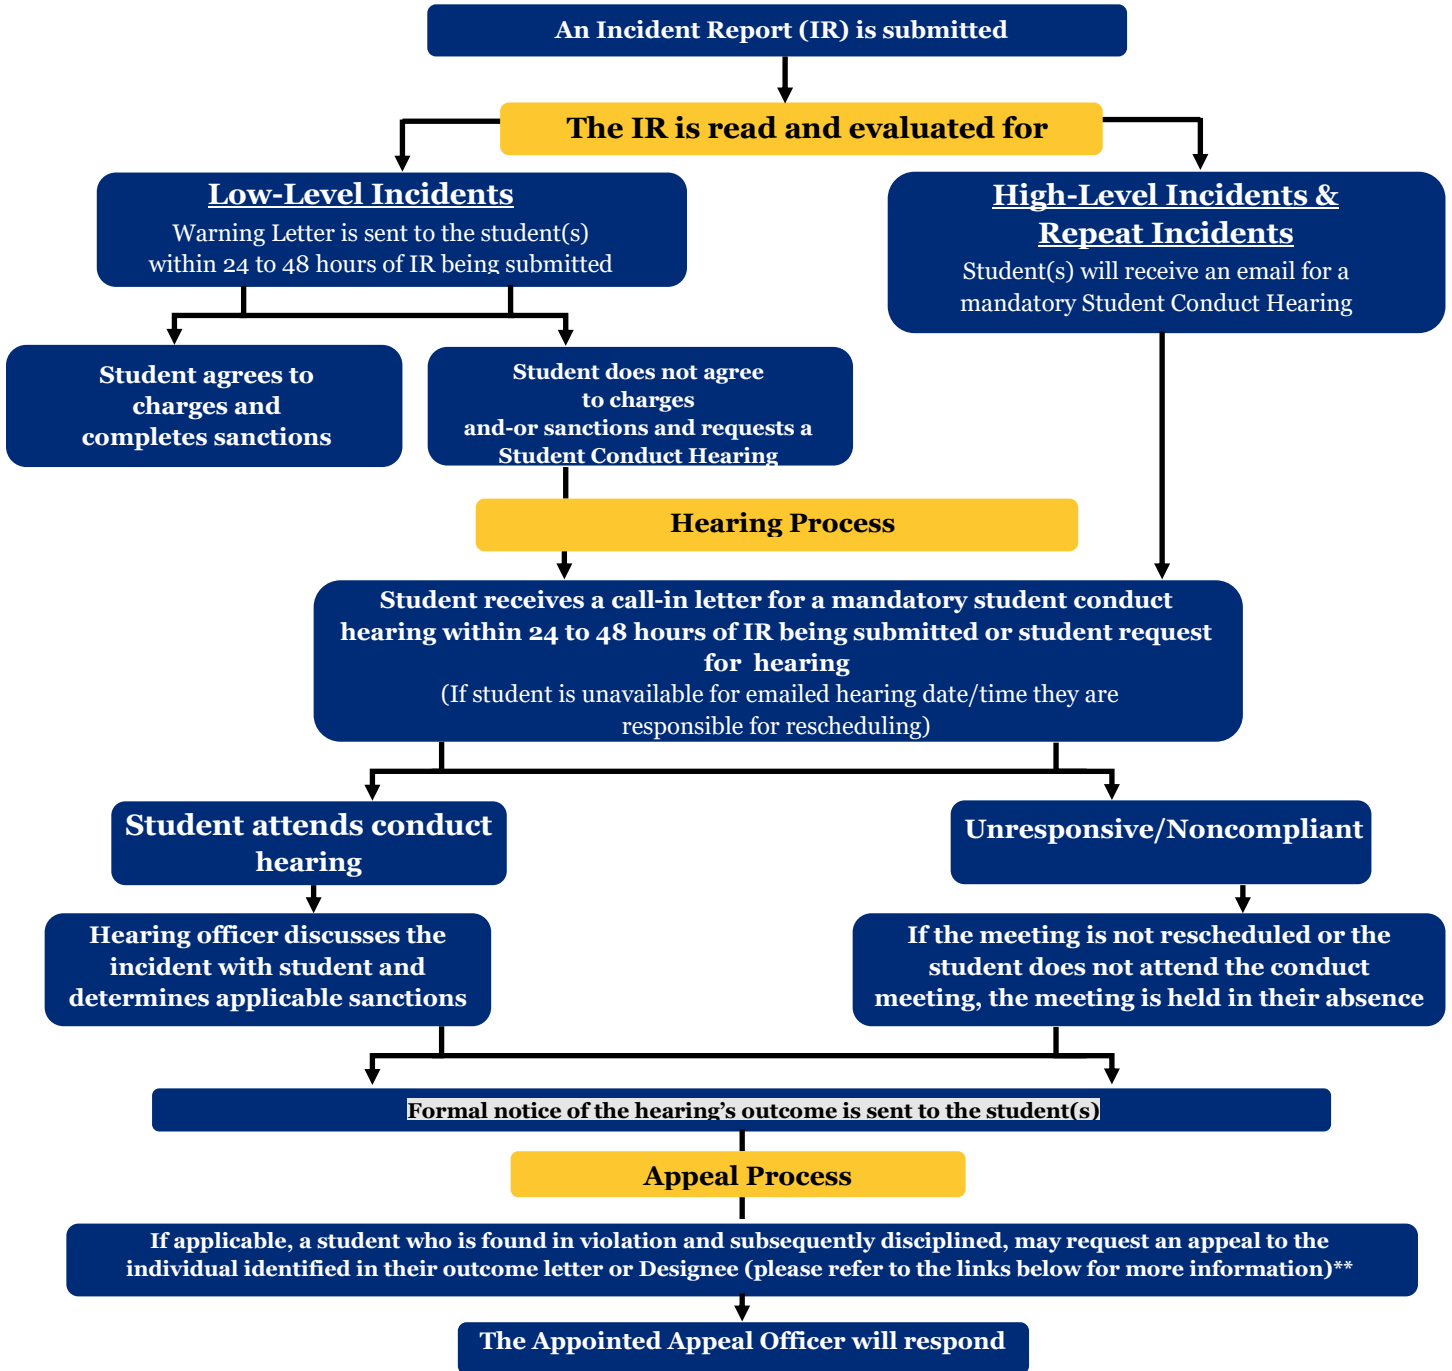 An Incident Report (IR) is submitted
The IR is read and evaluated for
Low-Level Incidents
Warning Letter is sent to the student(s)
within 24 to 48 hours of IR being submitted
High-Level Incidents &
Repeat Incidents
Student(s) will receive an email for a
mandatory Student Conduct Hearing
Student agrees to
charges and
completes sanctions
Student does not agree
to charges
and-or sanctions and requests a
Student Conduct Hearing
Hearing Process
Student receives a call-in letter for a mandatory student conduct
hearing within 24 to 48 hours of IR being submitted or student request
for hearing
(If student is unavailable for emailed hearing date/time they are
responsible for rescheduling)
Student attends conduct
hearing
Unresponsive/Noncompliant
Hearing officer discusses the
incident with student and
determines applicable sanctions
If the meeting is not rescheduled or the
student does not attend the conduct
meeting, the meeting is held in their absence
Formal notice of the hearing's outcome is sent to the student(s)
Appeal Process
If applicable, a student who is found in violation and subsequently disciplined, may request an appeal to the
individual identified in their outcome letter or Designee (please refer to the links below for more information)**
The Appointed Appeal Officer will respond